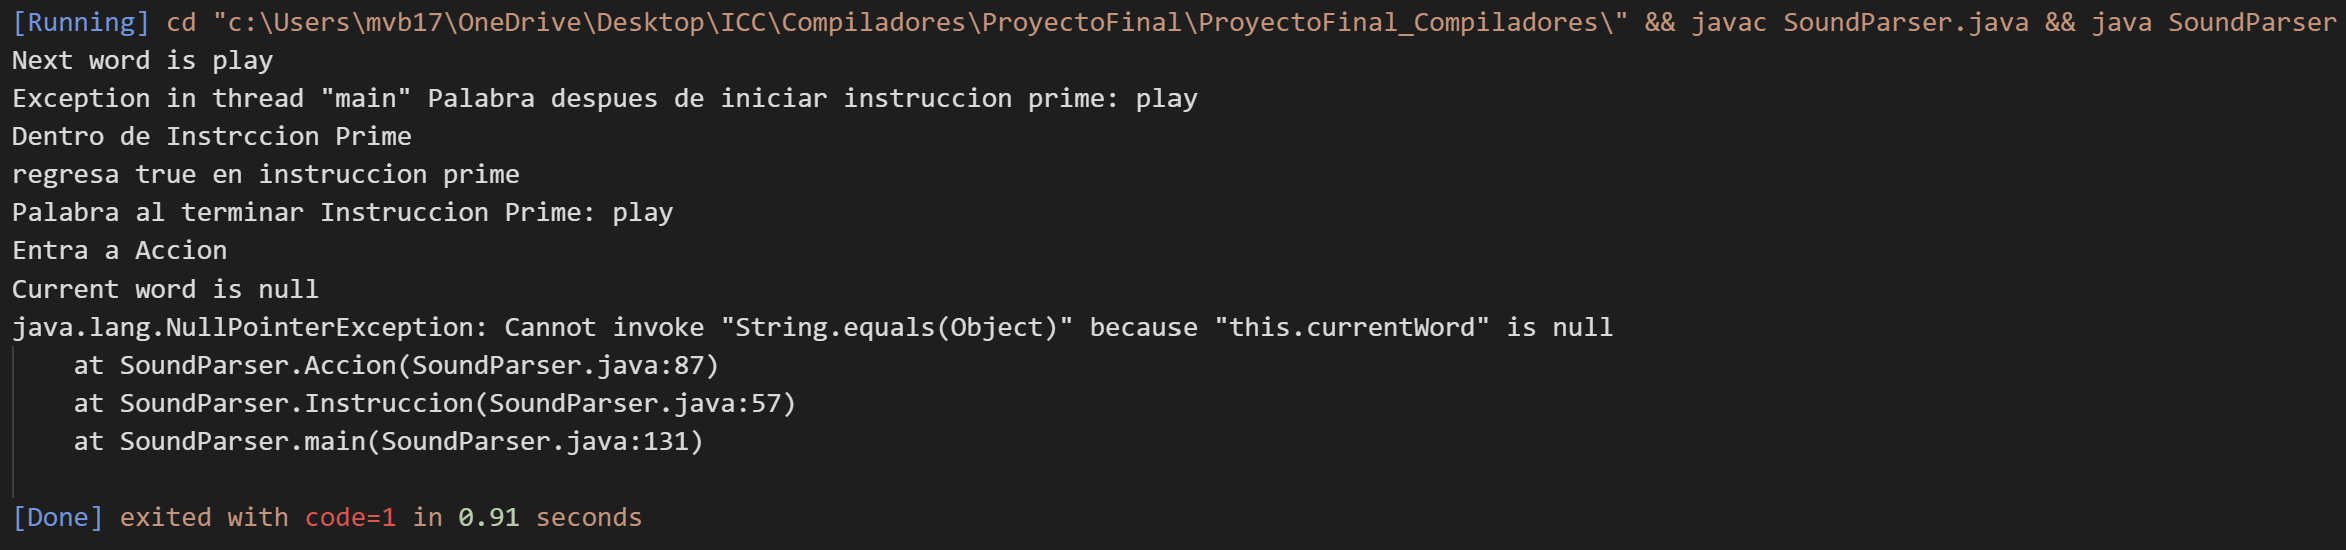 [Running] cd "c:\Users\mvb17\OneDrive\Desktop\ICC\Compiladores\ProyectoFinal\ProyectoFinal_Compiladores\" && javac SoundParser.java && java SoundParser
Next word is play
Exception in thread "main" Palabra despues de iniciar instruccion prime: play
Dentro de Instrccion Prime
regresa true en instruccion prime
Palabra al terminar Instruccion Prime: play
Entra a Accion
Current word is null
java.lang.NullPointerException: Cannot invoke "String.equals(Object)" because "this.currentWord" is null
    at SoundParser.Accion(SoundParser.java:87)
    at SoundParser.Instruccion(SoundParser.java:57)
    at SoundParser.main(SoundParser.java:131)
[Done] exited with code=1 in 0.91 seconds